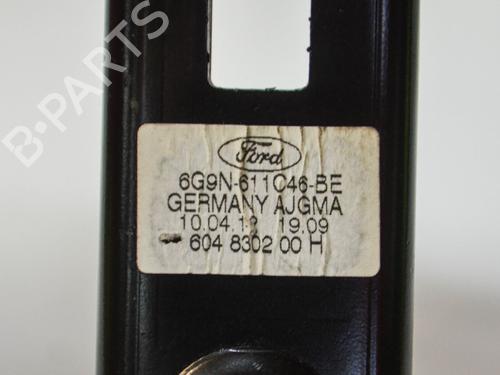 B-PARTS
Ford
6G9N-611C46-BE
GERMANY AJGMA
10.04.12 19.09
604 8302 00 H